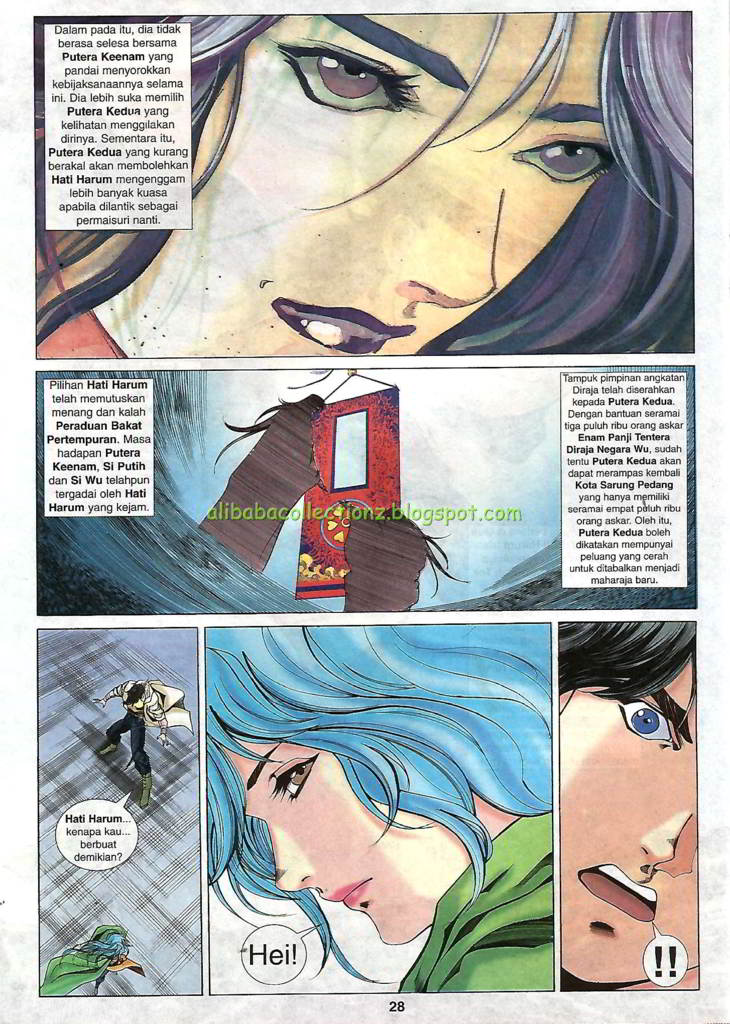 Dalam pada itu, dia tidak
berasa selesa bersama
Putera Keenam yang
pandai menyorokkan
kebijaksanaannya selama
ini. Dia lebih suka memilih
Putera Kedua yang
kelihatan menggilakan
dirinya. Sementara itu,
Putera Kedua yang kurang
berakal akan membolehkan
Hati Harum mengenggam
lebih banyak kuasa
apabila dilantik sebagai
permaisuri nanti.
Pilihan Hati Harum
telah memutuskan
menang dan kalah
Peraduan Bakat
Pertempuran. Masa
hadapan Putera
Keenam, Si Putih
dan Si Wu telahpun
tergadai oleh Hati
Harum yang kejam.
Tampuk pimpinan angkatan
Diraja telah diserahkan
kepada Putera Kedua.
Dengan bantuan seramai
tiga puluh ribu orang askar
Enam Panji Tentera
Diraja Negara Wu, sudah
tentu Putera Kedua akan
dapat merampas kembali
Kota Sarung Pedang
yang hanya memiliki
seramai empat puluh ribu
orang askar. Oleh itu,
Putera Kedua boleh
dikatakan mempunyai
peluang yang cerah
untuk ditabalkan menjadi
maharaja baru.
alibabacollectionz.blogspot.com
Hati Harum...
kenapa kau...
berbuat
demikian?
Hei!
!!
28